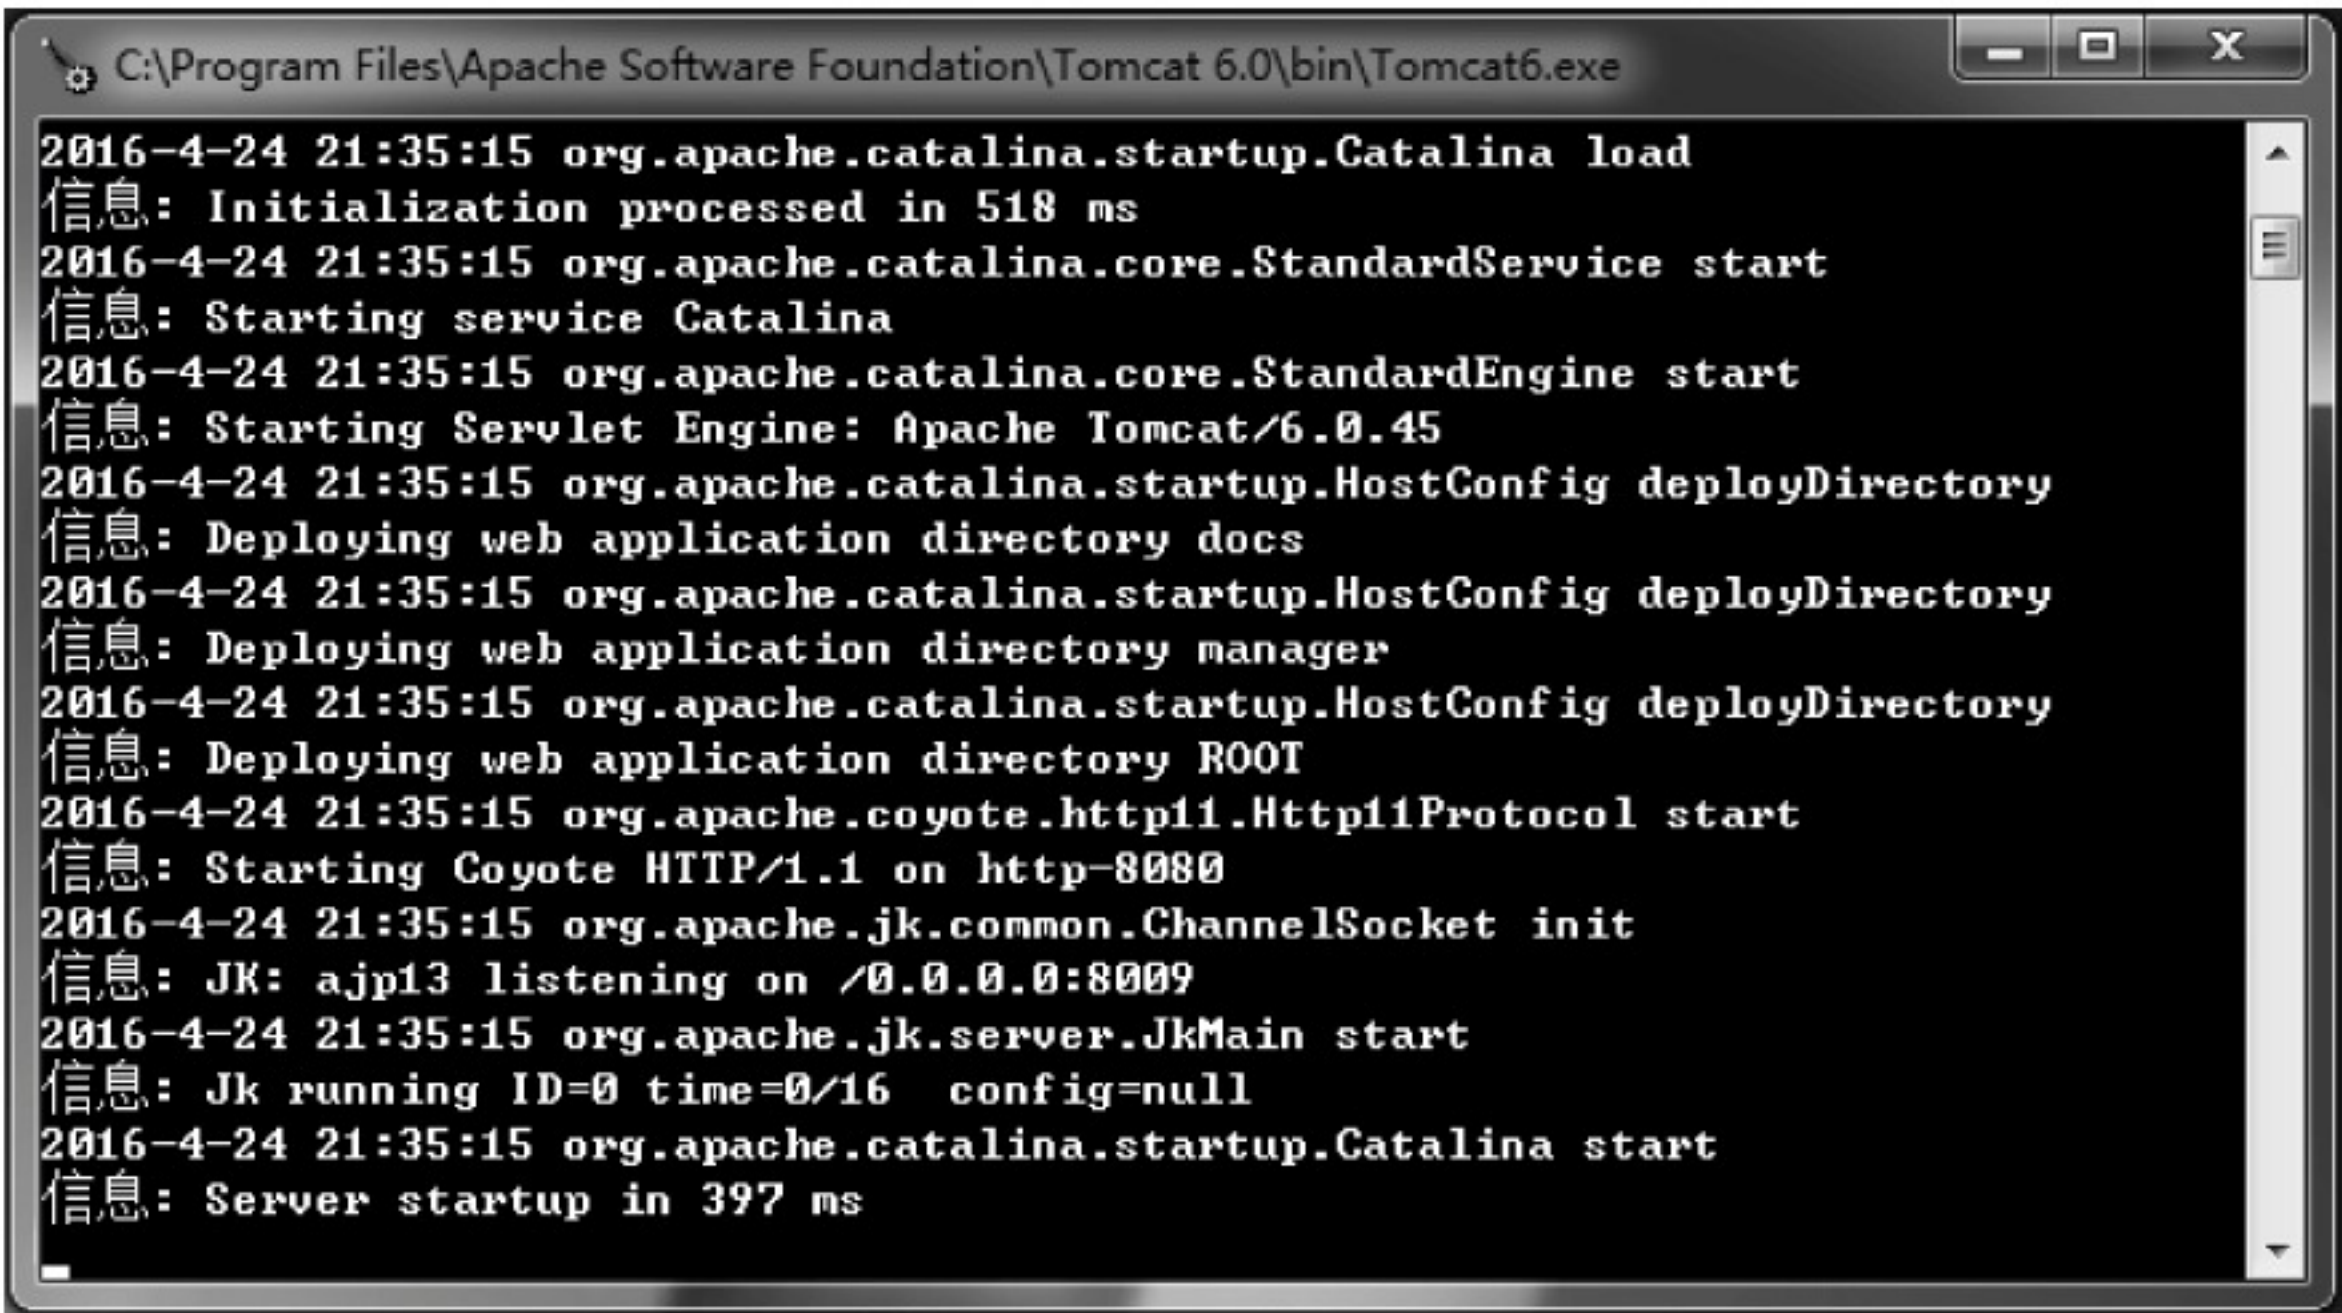 C:\Program Files\Apache Software Foundation\Tomcat 6.0\bin\Tomcat6.exe
2016-4-24 21:35:15 org.apache.catalina.startup.Catalina load
信息: Initialization processed in 518 ms
2016-4-24 21:35:15 org.apache.catalina.core.StandardService start
信息: Starting service Catalina
2016-4-24 21:35:15 org.apache.catalina.core.StandardEngine start
信息: Starting Servlet Engine: Apache Tomcat/6.0.45
2016-4-24 21:35:15 org.apache.catalina.startup.HostConfig deployDirectory
信息: Deploying web application directory docs
2016-4-24 21:35:15 org.apache.catalina.startup.HostConfig deployDirectory
信息: Deploying web application directory manager
2016-4-24 21:35:15 org.apache.catalina.startup.HostConfig deployDirectory
信息: Deploying web application directory ROOT
2016-4-24 21:35:15 org.apache.coyote.http11.Http11Protocol start
信息: Starting Coyote HTTP/1.1 on http-8080
2016-4-24 21:35:15 org.apache.jk.common.ChannelSocket init
信息: JK: ajp13 listening on /0.0.0.0:8009
2016-4-24 21:35:15 org.apache.jk.server.JkMain start
信息: Jk running ID=0 time=0/16  config=null
2016-4-24 21:35:15 org.apache.catalina.startup.Catalina start
信息: Server startup in 397 ms